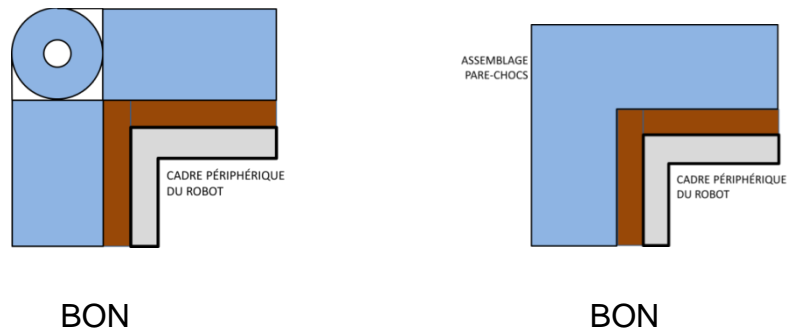 ASSEMBLAGE
PARE-CHOCS
CADRE PÉRIPHÉRIQUE
DU ROBOT
CADRE PÉRIPHÉRIQUE
DU ROBOT
BON
BON